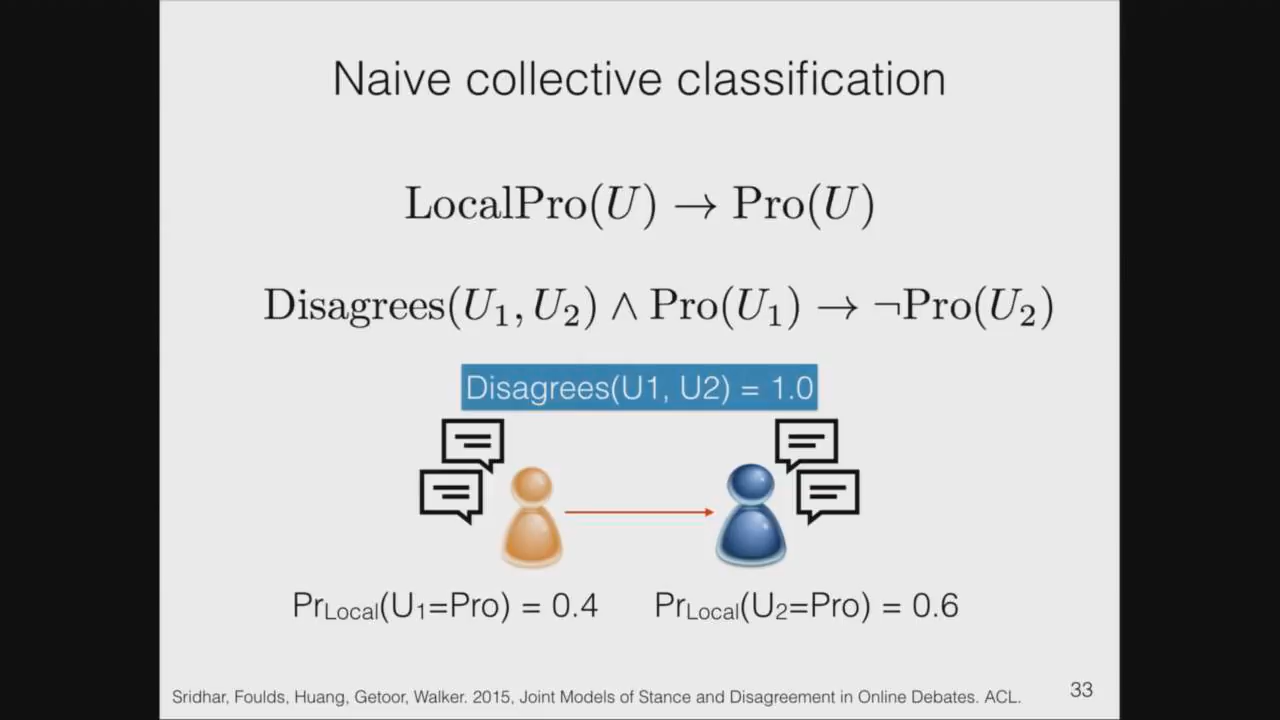 Naive collective classification
LocalPro(U) → Pro(U)
Disagrees(U₁, U₂) ∧ Pro(U₁) → ¬Pro(U₂)
Disagrees(U1, U2) = 1.0
Pr_Local(U₁=Pro) = 0.4 Pr_Local(U₂=Pro) = 0.6
Sridhar, Foulds, Huang, Getoor, Walker. 2015, Joint Models of Stance and Disagreement in Online Debates. ACL.
33